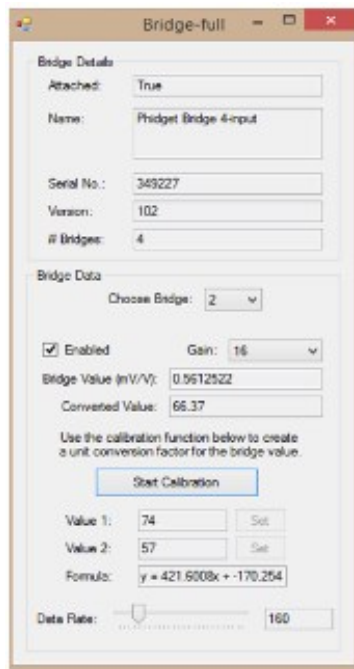 Bridge-full
Bridge Details
Attached: True
Name: Phidget Bridge 4-input
Serial No.: 349227
Version: 102
# Bridges: 4
Bridge Data
Choose Bridge: 2
Enabled Gain: 16
Bridge Value (mV/V): 0.5612522
Converted Value: 66.37
Use the calibration function below to create
a unit conversion factor for the bridge value.
Start Calibration
Value 1: 74 Set
Value 2: 57 Set
Formula: y = 421.6008x + -170.254
Data Rate: 160